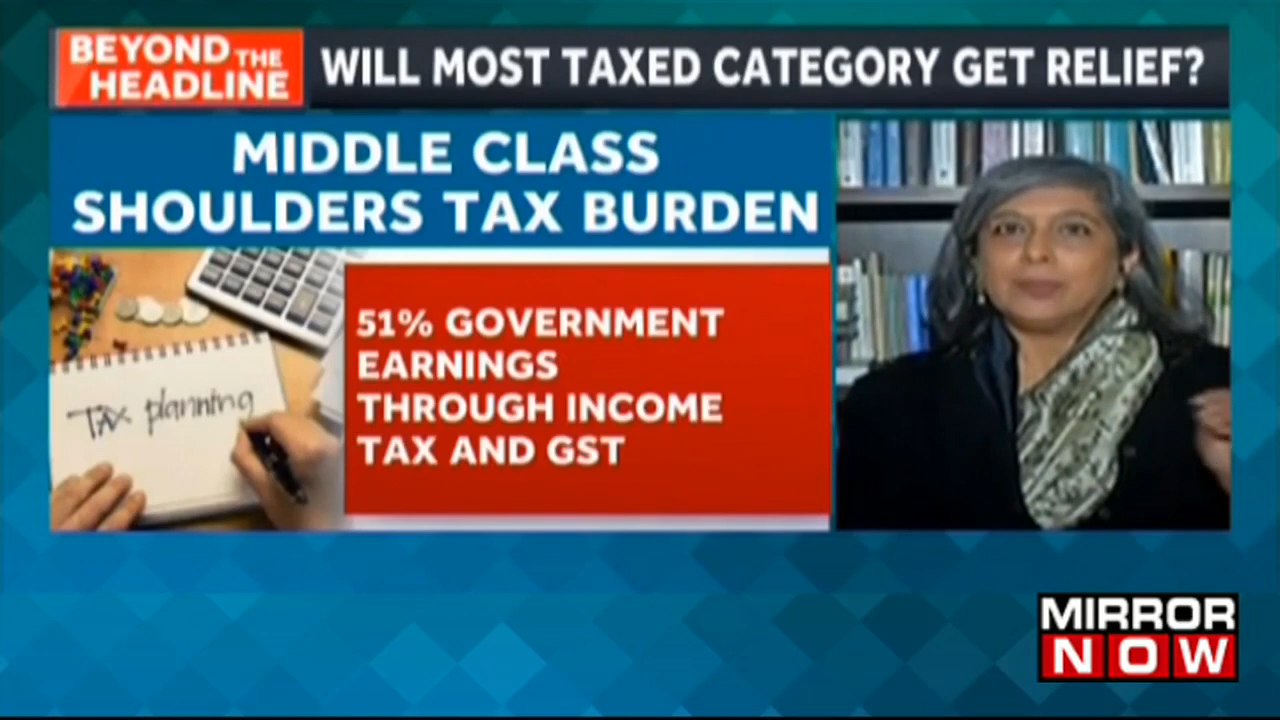 BEYOND THE
HEADLINE
WILL MOST TAXED CATEGORY GET RELIEF?
MIDDLE CLASS
SHOULDERS TAX BURDEN
TAX planning
51% GOVERNMENT
EARNINGS
THROUGH INCOME
TAX AND GST
MIRROR
NOW